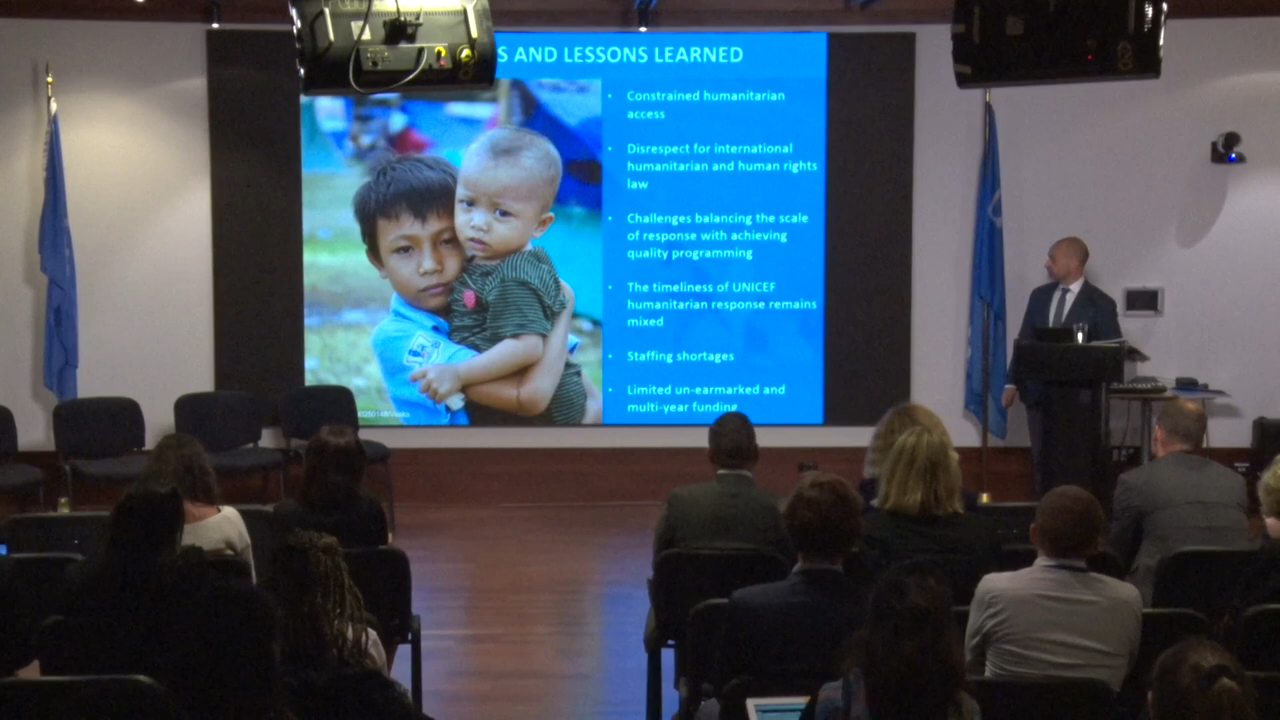 S AND LESSONS LEARNED
• Constrained humanitarian
access
• Disrespect for international
humanitarian and human rights
law
• Challenges balancing the scale
of response with achieving
quality programming
• The timeliness of UNICEF
humanitarian response remains
mixed
• Staffing shortages
• Limited un-earmarked and
multi-year funding